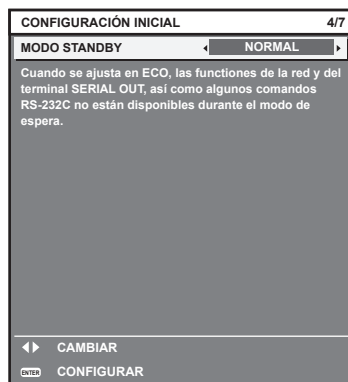 CONFIGURACIÓN INICIAL 4/7
MODO STANDBY NORMAL
Cuando se ajusta en ECO, las funciones de la red y del
terminal SERIAL OUT, así como algunos comandos
RS-232C no están disponibles durante el modo de
espera.
CAMBIAR
ENTER CONFIGURAR